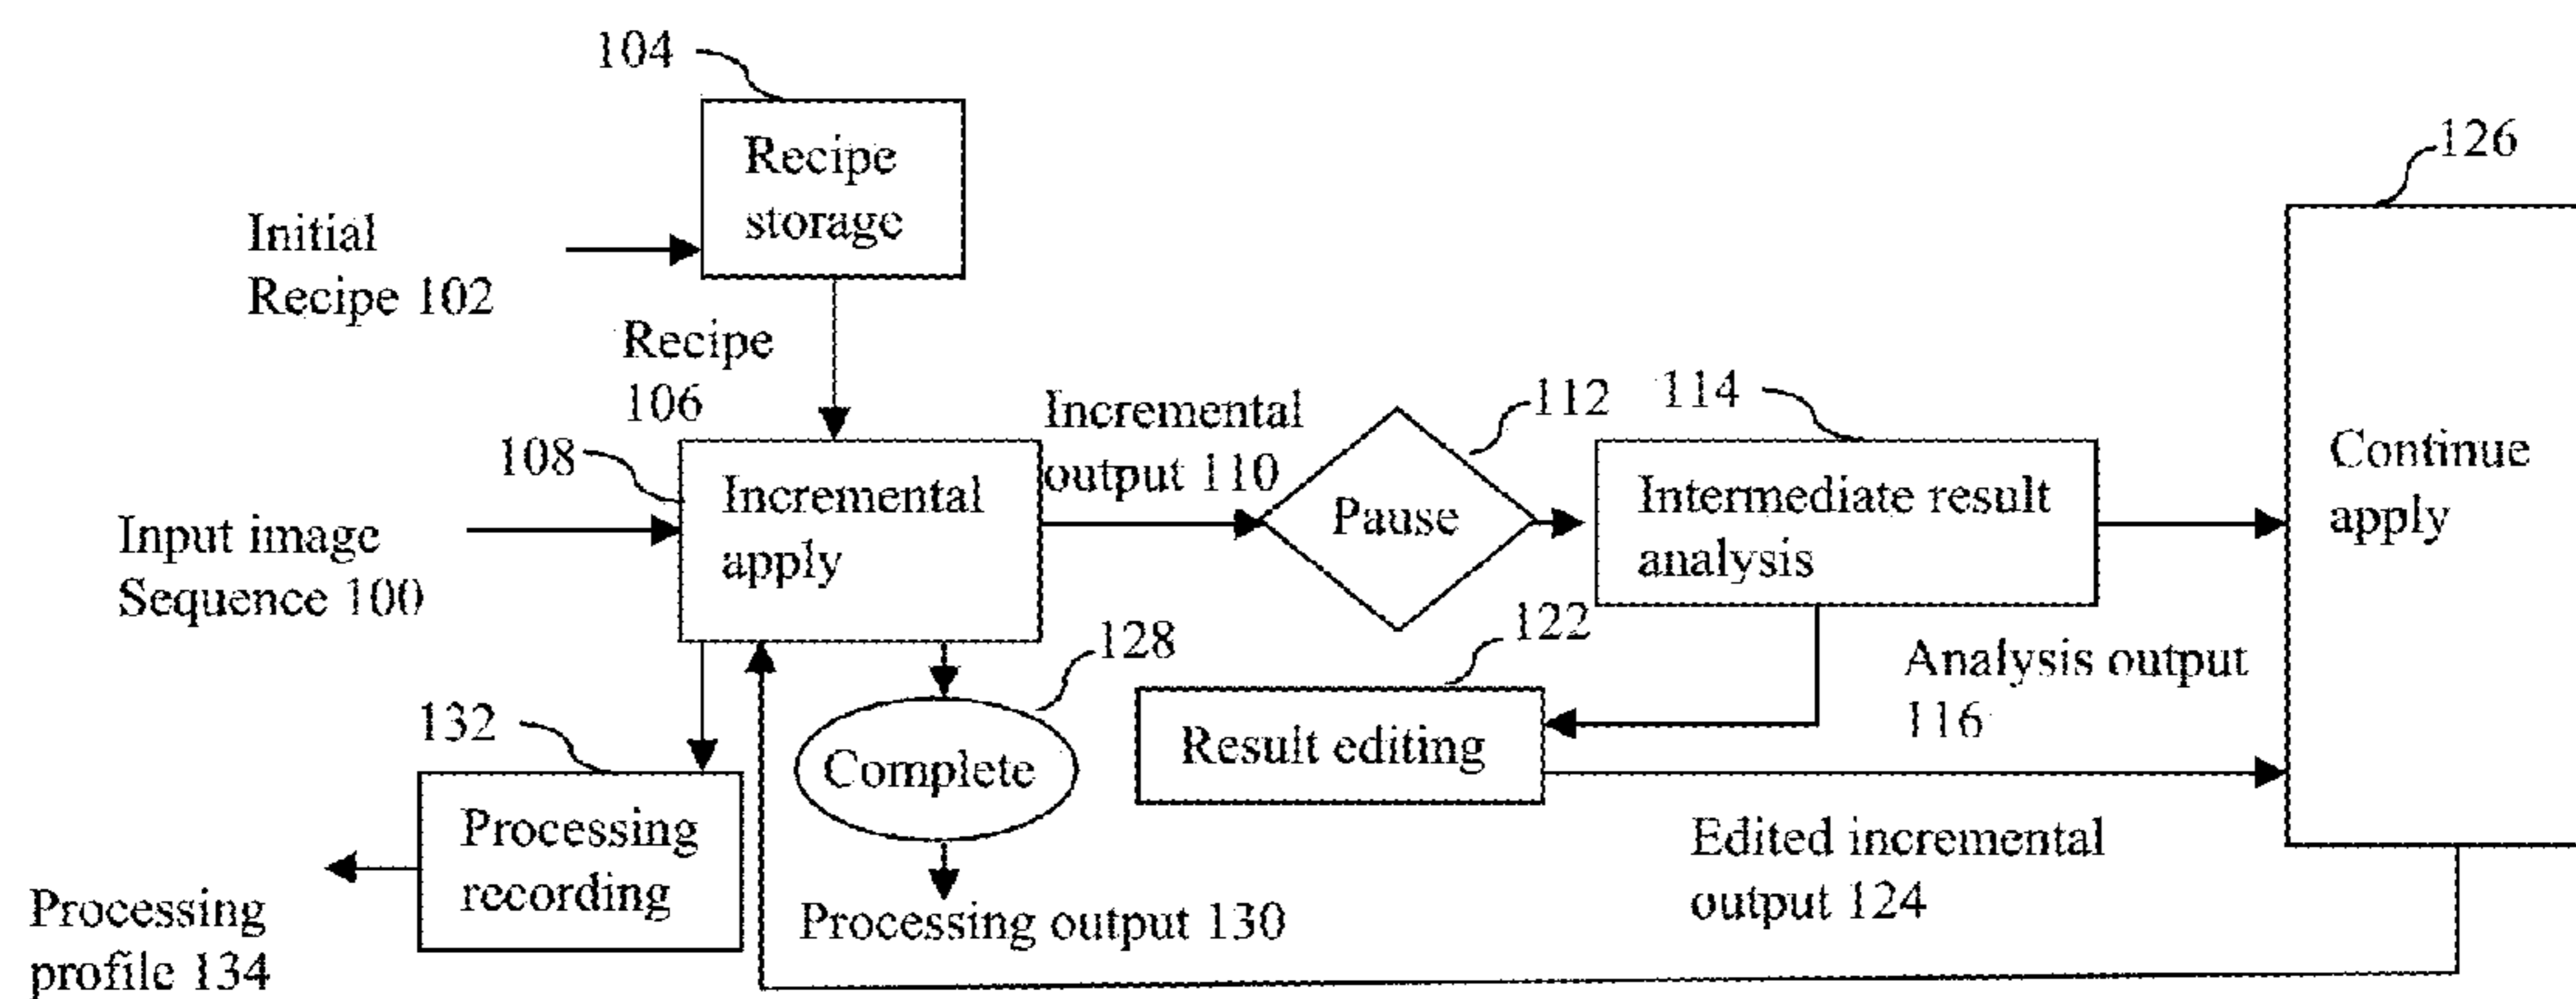 104
Recipe
storage
126
Initial
Recipe 102
Recipe
106
108
Incremental
apply
Incremental
output 110
Pause
112
114
Intermediate result
analysis
Continue
apply
Input image
Sequence 100
128
122
Analysis output
116
132
Complete
Result editing
Processing
recording
Edited incremental
output 124
Processing output 130
Processing
profile 134